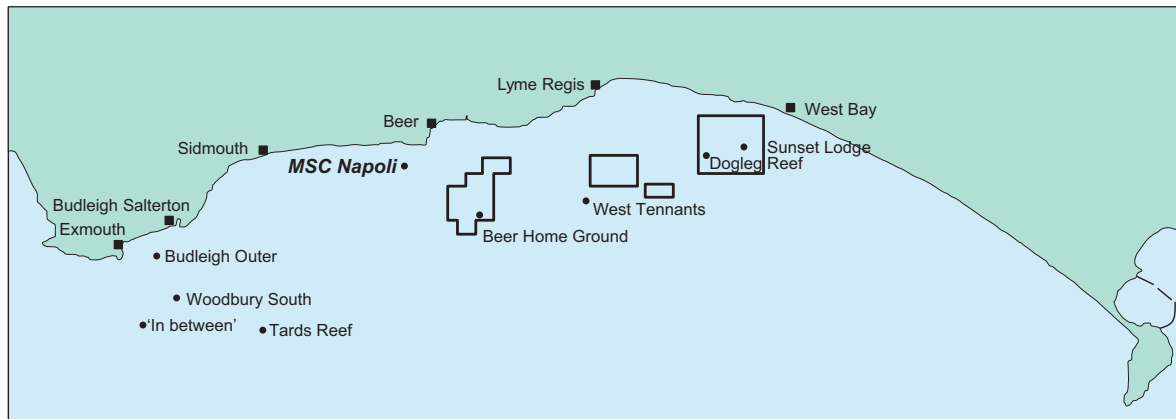 Lyme Regis
West Bay
Beer
Sidmouth
MSC Napoli
Sunset Lodge
Dogleg Reef
Budleigh Salterton
West Tennants
Exmouth
Beer Home Ground
Budleigh Outer
Woodbury South
'In between'
Tards Reef